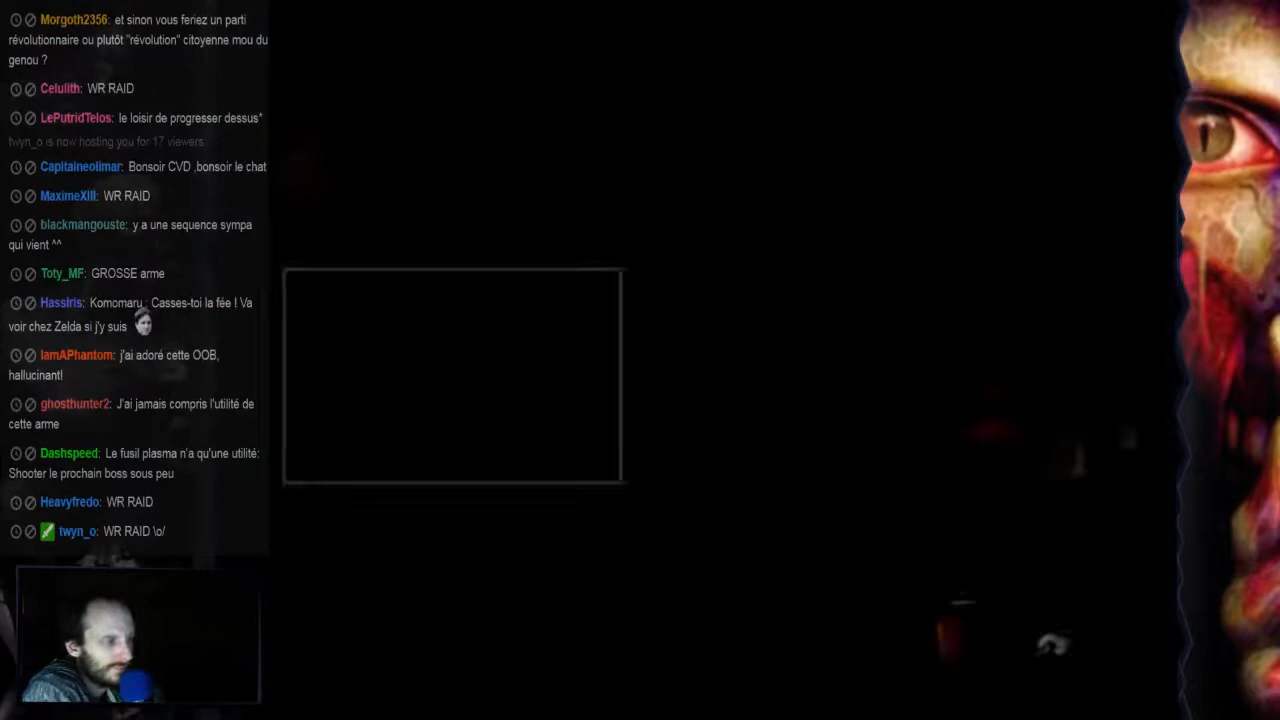 Morgoth2356: et sinon vous feriez un parti
révolutionnaire ou plutôt "révolution" citoyenne mou du
genou ?
Celulith: WR RAID
LePutridTelos: le loisir de progresser dessus*
twyn_o is now hosting you for 17 viewers.
Capitaineolimar: Bonsoir CVD ,bonsoir le chat
MaximeXIII: WR RAID
blackmangouste: y a une sequence sympa
qui vient ^^
Toty_MF: GROSSE arme
Hassiris: Komomaru : Casses-toi la fée ! Va
voir chez Zelda si j'y suis
IamAPhantom: j'ai adoré cette OOB,
hallucinant!
ghosthunter2: J'ai jamais compris l'utilité de
cette arme
Dashspeed: Le fusil plasma n'a qu'une utilité:
Shooter le prochain boss sous peu
Heavyfredo: WR RAID
twyn_o: WR RAID \o/